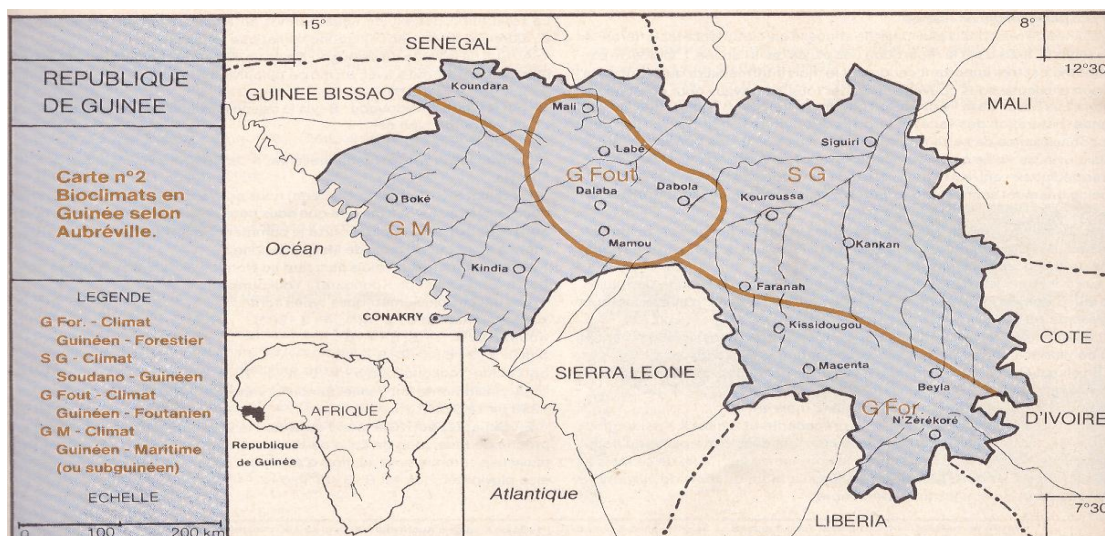 REPUBLIQUE
DE GUINEE
Carte n°2
Bioclimats en
Guinée selon
Aubréville.
LEGENDE
G For. - Climat
Guinéen - Forestier
S G - Climat
Soudano - Guinéen
G Fout - Climat
Guinéen - Foutanien
G M - Climat
Guinéen - Maritime
(ou subguinéen)
ECHELLE
0 100 200 km
15°
8°
SENEGAL
12°30
GUINEE BISSAO
Koundara
MALI
Mali
Siguiri
Labé
G Fout
S G
Dalaba
Dabola
Boké
Kouroussa
G M
Mamou
Kankan
Océan
Kindia
Faranah
CONAKRY
Kissidougou
COTE
SIERRA LEONE
Macenta
Beyla
AFRIQUE
G For.
D'IVOIRE
N'Zérékoré
République
de Guinée
Atlantique
7°30
LIBERIA